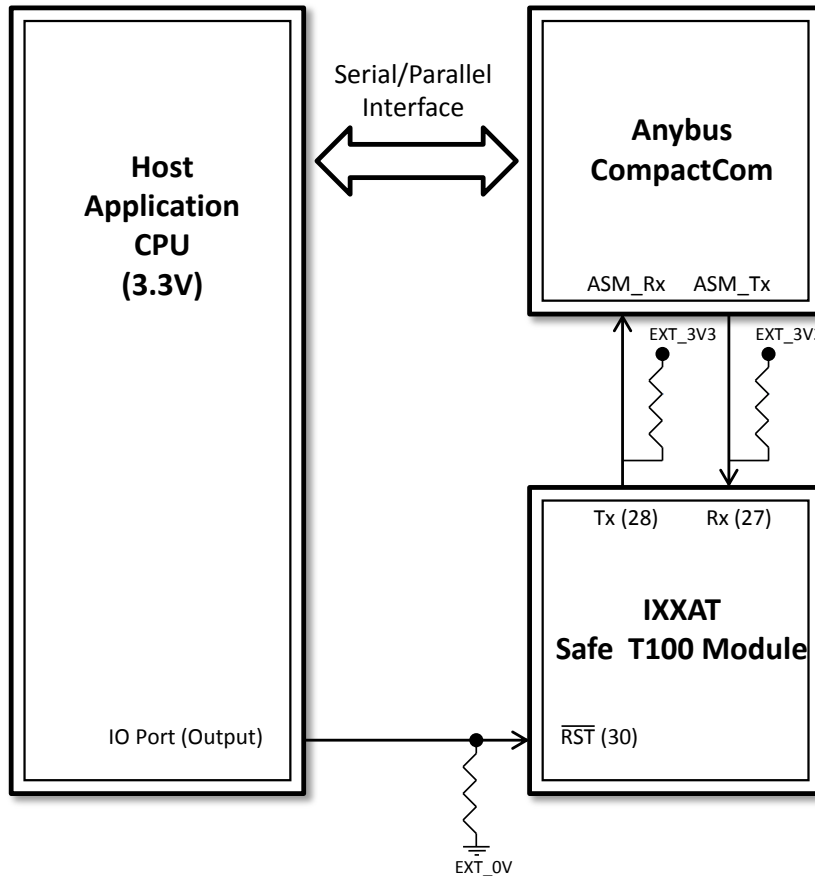 Serial/Parallel
Interface
Host
Application
CPU
(3.3V)
Anybus
CompactCom
ASM_Rx ASM_Tx
EXT_3V3 EXT_3V3
Tx (28) Rx (27)
IXXAT
Safe T100 Module
IO Port (Output)
RST (30)
EXT_0V